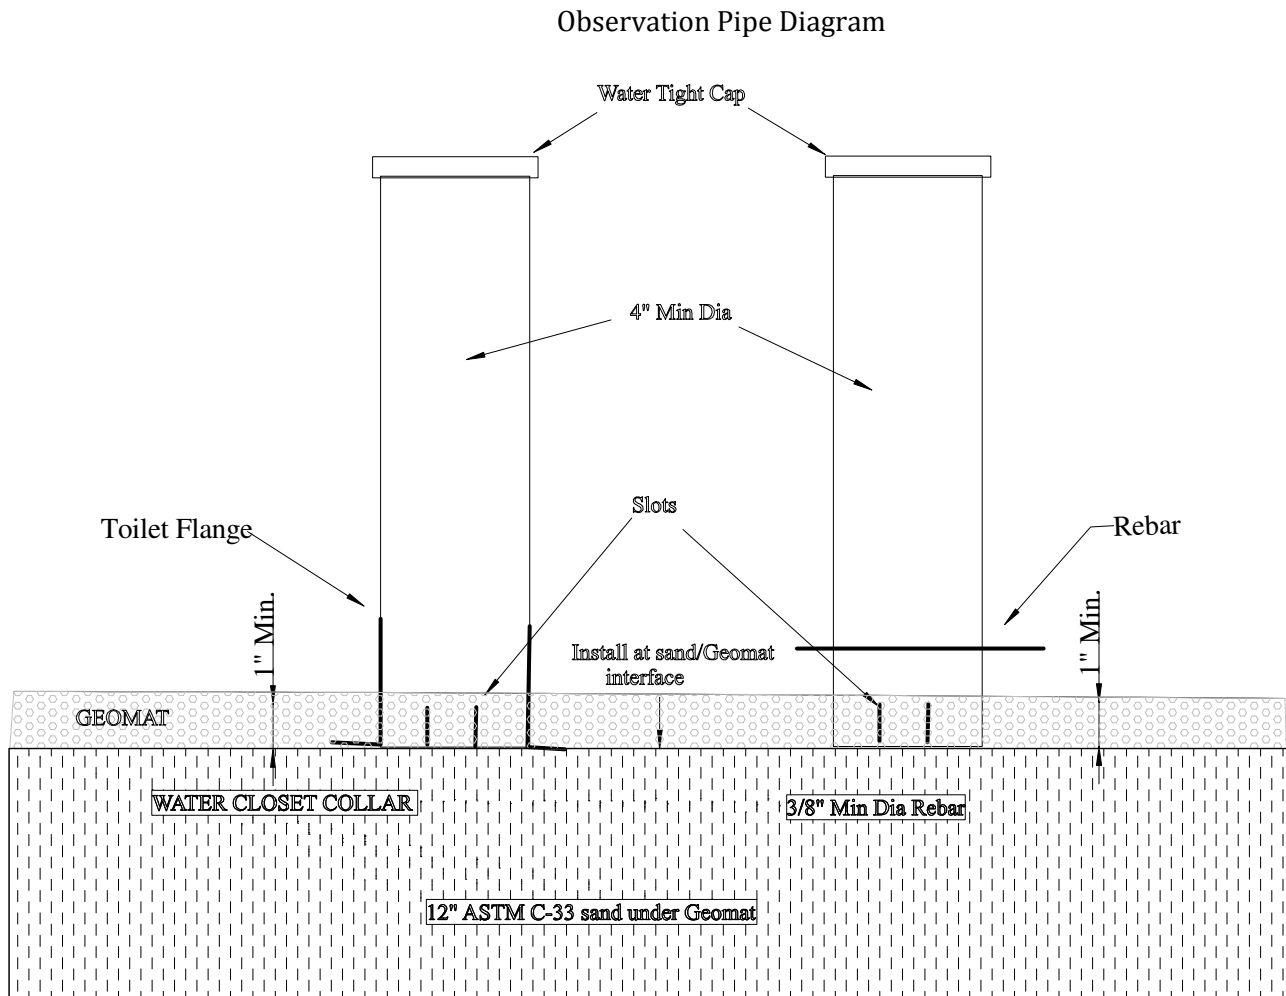 Observation Pipe Diagram
Water Tight Cap
4" Min Dia
Slots
Toilet Flange
Rebar
1" Min.
1" Min.
Install at sand/Geomat
interface
GEOMAT
WATER CLOSET COLLAR
3/8" Min Dia Rebar
12" ASTM C-33 sand under Geomat